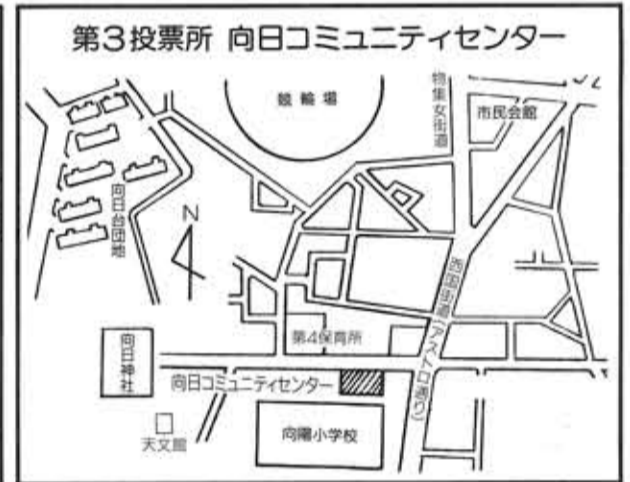 第3投票所 向日コミュニティセンター
競輪場
物集女街道
市民会館
向日台団地
N
西国街道(アストロ通り)
第4保育所
向日神社
向日コミュニティセンター
天文館
向陽小学校